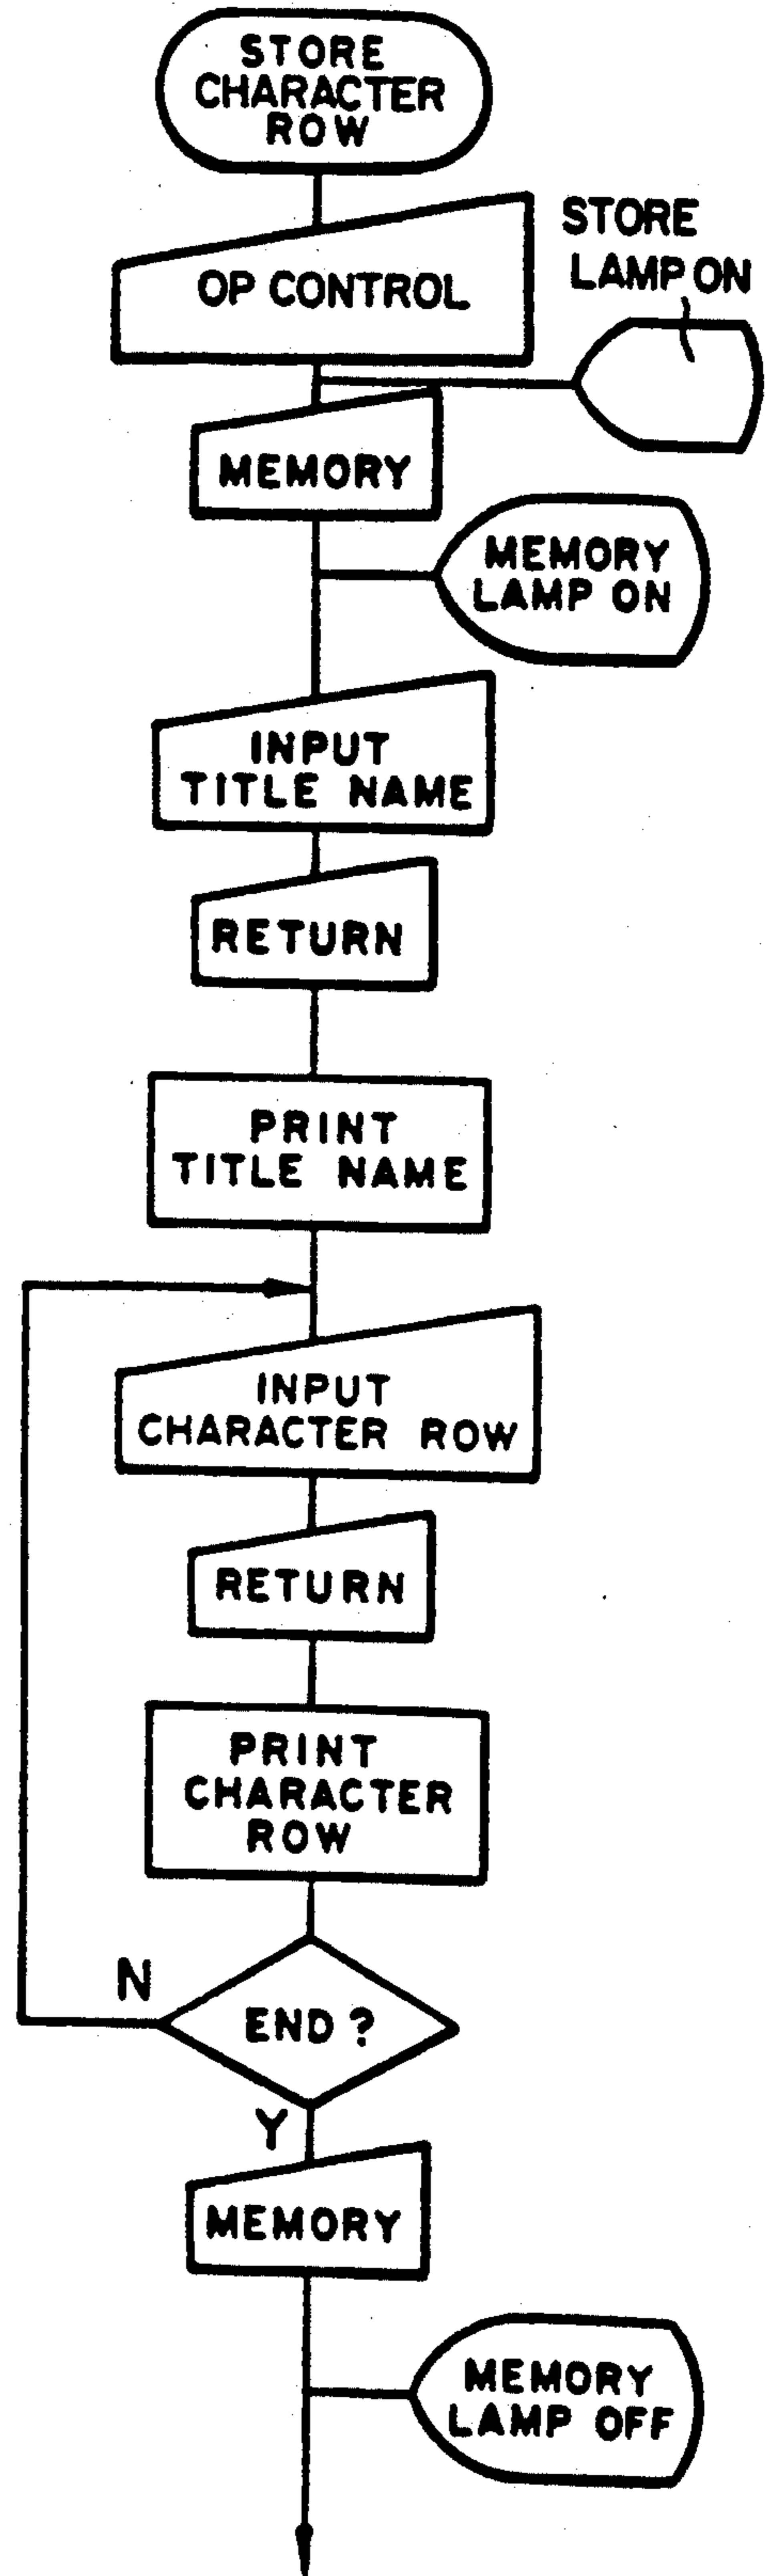 STORE
CHARACTER
ROW
OP CONTROL
STORE
LAMP ON
MEMORY
MEMORY
LAMP ON
INPUT
TITLE NAME
RETURN
PRINT
TITLE NAME
INPUT
CHARACTER ROW
RETURN
PRINT
CHARACTER
ROW
N
END ?
Y
MEMORY
MEMORY
LAMP OFF